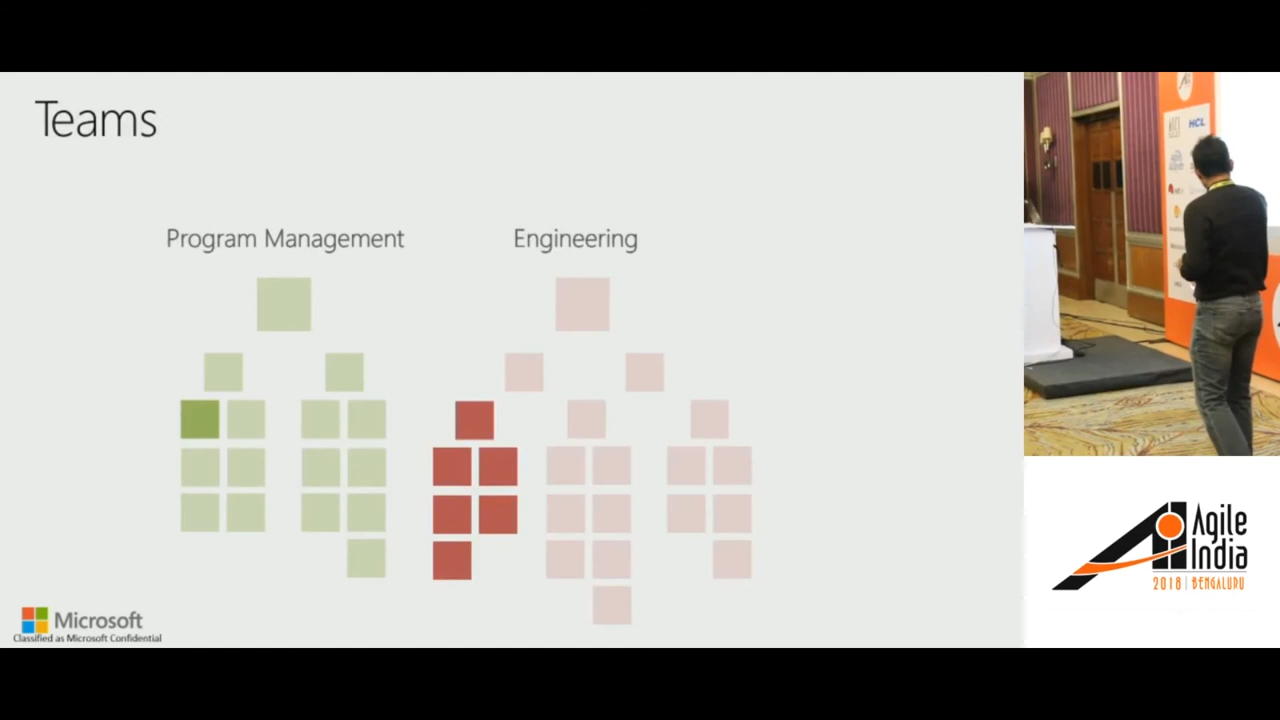 Teams
Program Management
Engineering
Microsoft
Classified as Microsoft Confidential
HCL
Agile
India
2018 | BENGALURU